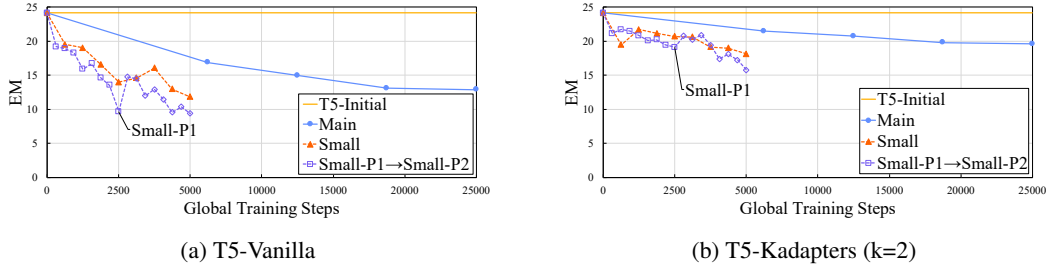 25
20
15
10
5
0
EM
0
2500
5000
10000
15000
20000
25000
Global Training Steps
Small-P1
T5-Initial
Main
Small
Small-P1→Small-P2
(a) T5-Vanilla
25
20
15
10
5
0
EM
0
2500
5000
10000
15000
20000
25000
Global Training Steps
Small-P1
T5-Initial
Main
Small
Small-P1→Small-P2
(b) T5-Kadapters (k=2)